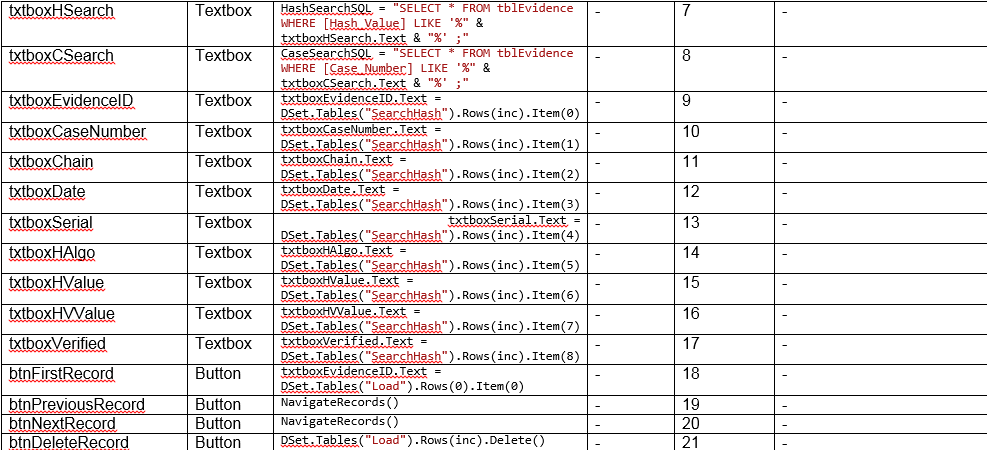 txtboxHSearch Textbox HashSearchSQL = "SELECT * FROM tblEvidence - 7 -
WHERE [Hash_Value] LIKE '%" &
txtboxHSearch.Text & "%' ;"
txtboxCSearch Textbox CaseSearchSQL = "SELECT * FROM tblEvidence - 8 -
WHERE [Case_Number] LIKE '%" &
txtboxCSearch.Text & "%' ;"
txtboxEvidenceID Textbox txtboxEvidenceID.Text = - 9 -
DSet.Tables("SearchHash").Rows(inc).Item(0)
txtboxCaseNumber Textbox txtboxCaseNumber.Text = - 10 -
DSet.Tables("SearchHash").Rows(inc).Item(1)
txtboxChain Textbox txtboxChain.Text = - 11 -
DSet.Tables("SearchHash").Rows(inc).Item(2)
txtboxDate Textbox txtboxDate.Text = - 12 -
DSet.Tables("SearchHash").Rows(inc).Item(3)
txtboxSerial Textbox txtboxSerial.Text = - 13 -
DSet.Tables("SearchHash").Rows(inc).Item(4)
txtboxHAlgo Textbox txtboxHAlgo.Text = - 14 -
DSet.Tables("SearchHash").Rows(inc).Item(5)
txtboxHValue Textbox txtboxHValue.Text = - 15 -
DSet.Tables("SearchHash").Rows(inc).Item(6)
txtboxHVValue Textbox txtboxHVValue.Text = - 16 -
DSet.Tables("SearchHash").Rows(inc).Item(7)
txtboxVerified Textbox txtboxVerified.Text = - 17 -
DSet.Tables("SearchHash").Rows(inc).Item(8)
btnFirstRecord Button txtboxEvidenceID.Text = - 18 -
DSet.Tables("Load").Rows(0).Item(0)
btnPreviousRecord Button NavigateRecords() - 19 -
btnNextRecord Button NavigateRecords() - 20 -
btnDeleteRecord Button DSet.Tables("Load").Rows(inc).Delete() - 21 -